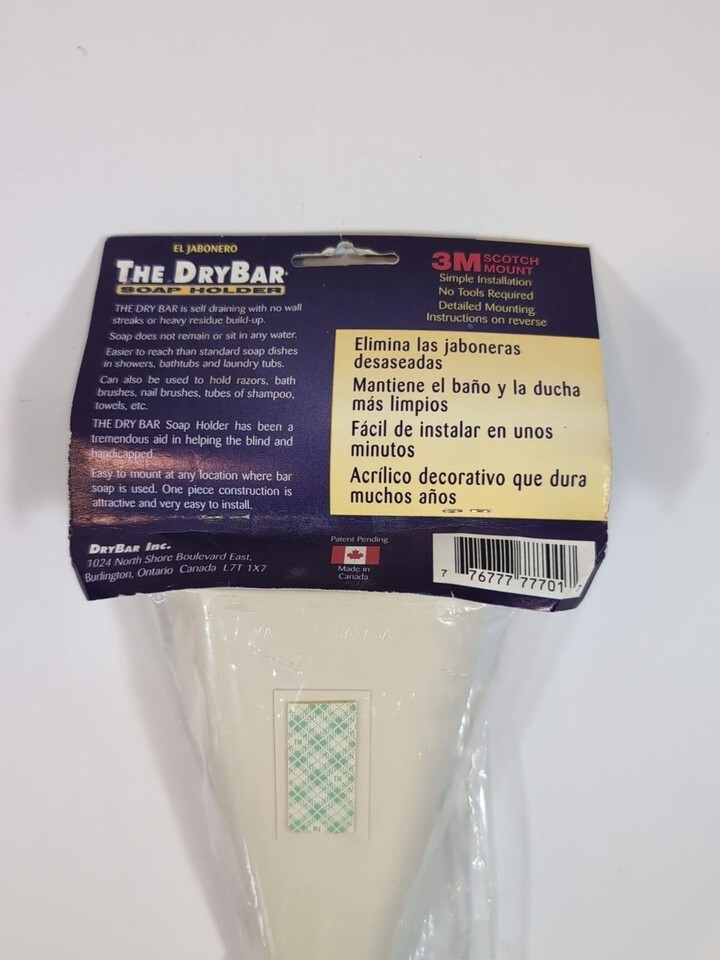 EL JABONERO
THE DRYBAR
SOAP HOLDER
THE DRY BAR is self draining with no wall
streaks or heavy residue build-up.
Soap does not remain or sit in any water.
Easier to reach than standard soap dishes
in showers, bathtubs and laundry tubs.
Can also be used to hold razors, bath
brushes, nail brushes, tubes of shampoo,
towels, etc.
THE DRY BAR Soap Holder has been a
tremendous aid in helping the blind and
handicapped.
Easy to mount at any location where bar
soap is used. One piece construction is
attractive and very easy to install.
3M SCOTCH
MOUNT
Simple Installation
No Tools Required
Detailed Mounting
Instructions on reverse
Elimina las jaboneras
desaseadas
Mantiene el baño y la ducha
más limpios
Fácil de instalar en unos
minutos
Acrílico decorativo que dura
muchos años
DRYBAR INC.
1024 North Shore Boulevard East,
Burlington, Ontario Canada L7T 1X7
Patent Pending
Made in
Canada
7 76777 77701 7
TM
TM
TM